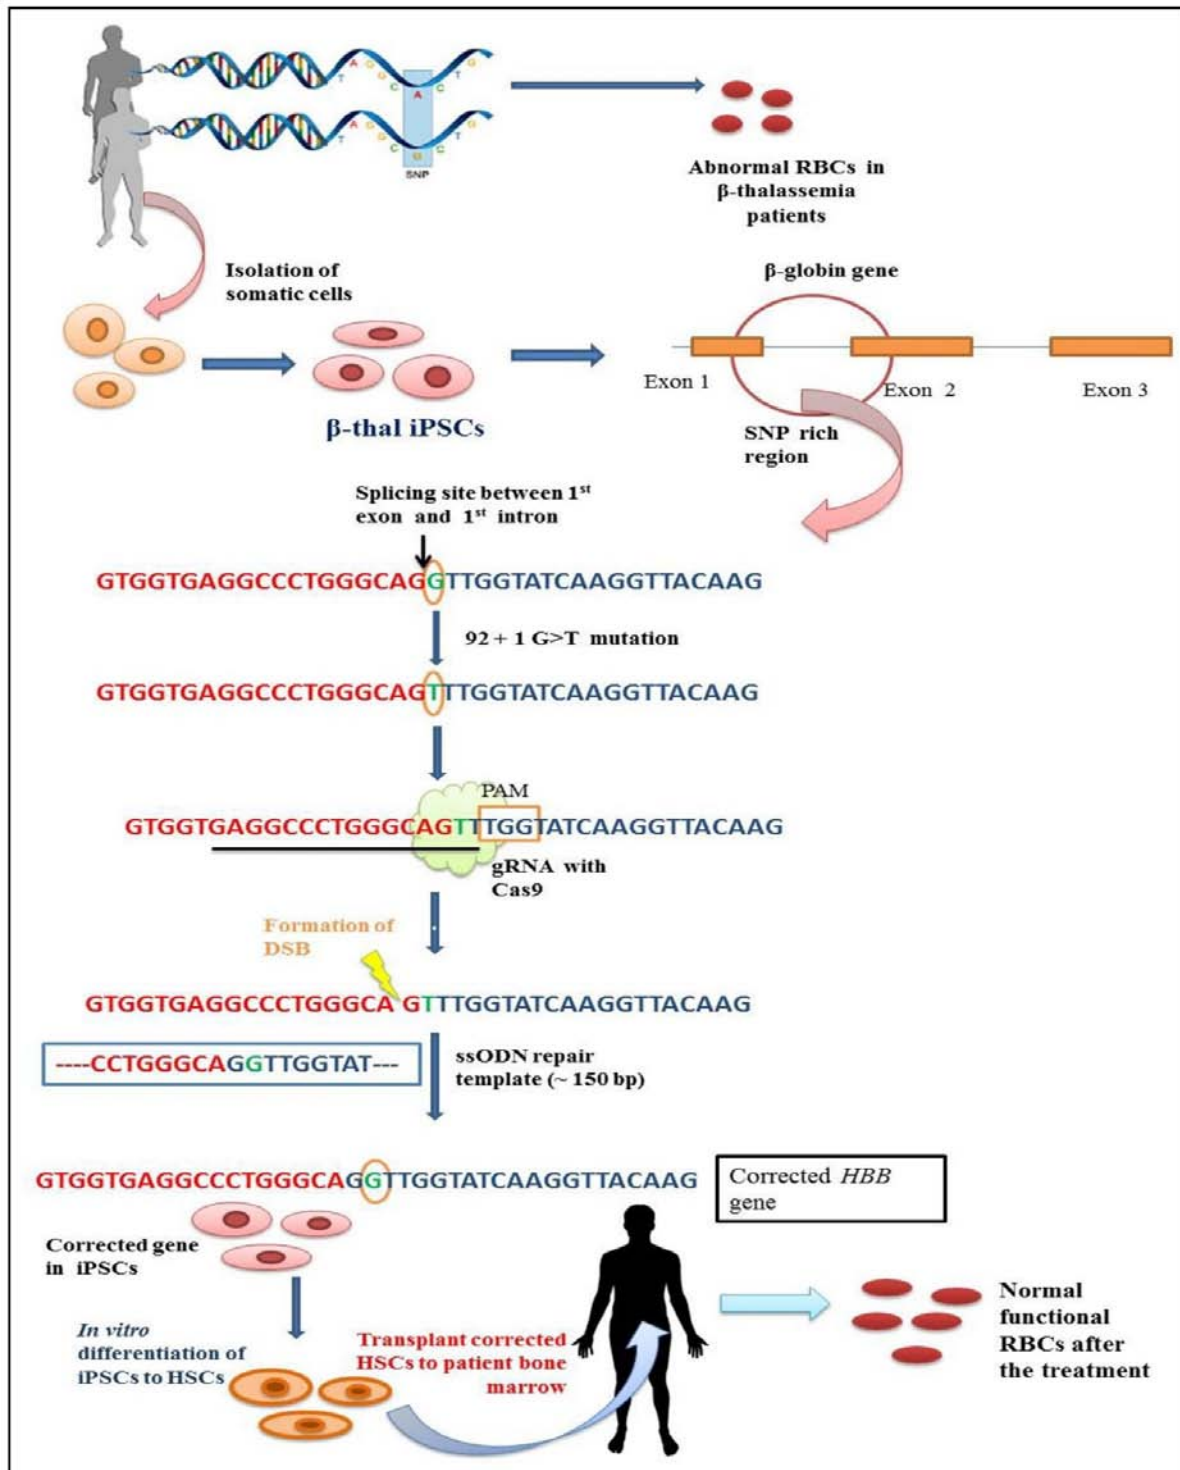 T A G G C A C T G
T A G G C G C T G
SNP
Abnormal RBCs in
β-thalassemia
patients
Isolation of
somatic cells
β-thal iPSCs
β-globin gene
Exon 1
Exon 2
Exon 3
SNP rich
region
Splicing site between 1st
exon and 1st intron
GTGGTGAGGCCCTGGGCAGGTTGGTATCAAGGTTACAAG
92 + 1 G>T mutation
GTGGTGAGGCCCTGGGCAGTTTGGTATCAAGGTTACAAG
PAM
GTGGTGAGGCCCTGGGCAGTTTGGTATCAAGGTTACAAG
gRNA with
Cas9
Formation of
DSB
GTGGTGAGGCCCTGGGCA GTTTGGTATCAAGGTTACAAG
----CCTGGGCAGGTTGGTAT---
ssODN repair
template (~ 150 bp)
GTGGTGAGGCCCTGGGCAGGTTGGTATCAAGGTTACAAG
Corrected HBB
gene
Corrected gene
in iPSCs
In vitro
differentiation of
iPSCs to HSCs
Transplant corrected
HSCs to patient bone
marrow
Normal
functional
RBCs after
the treatment